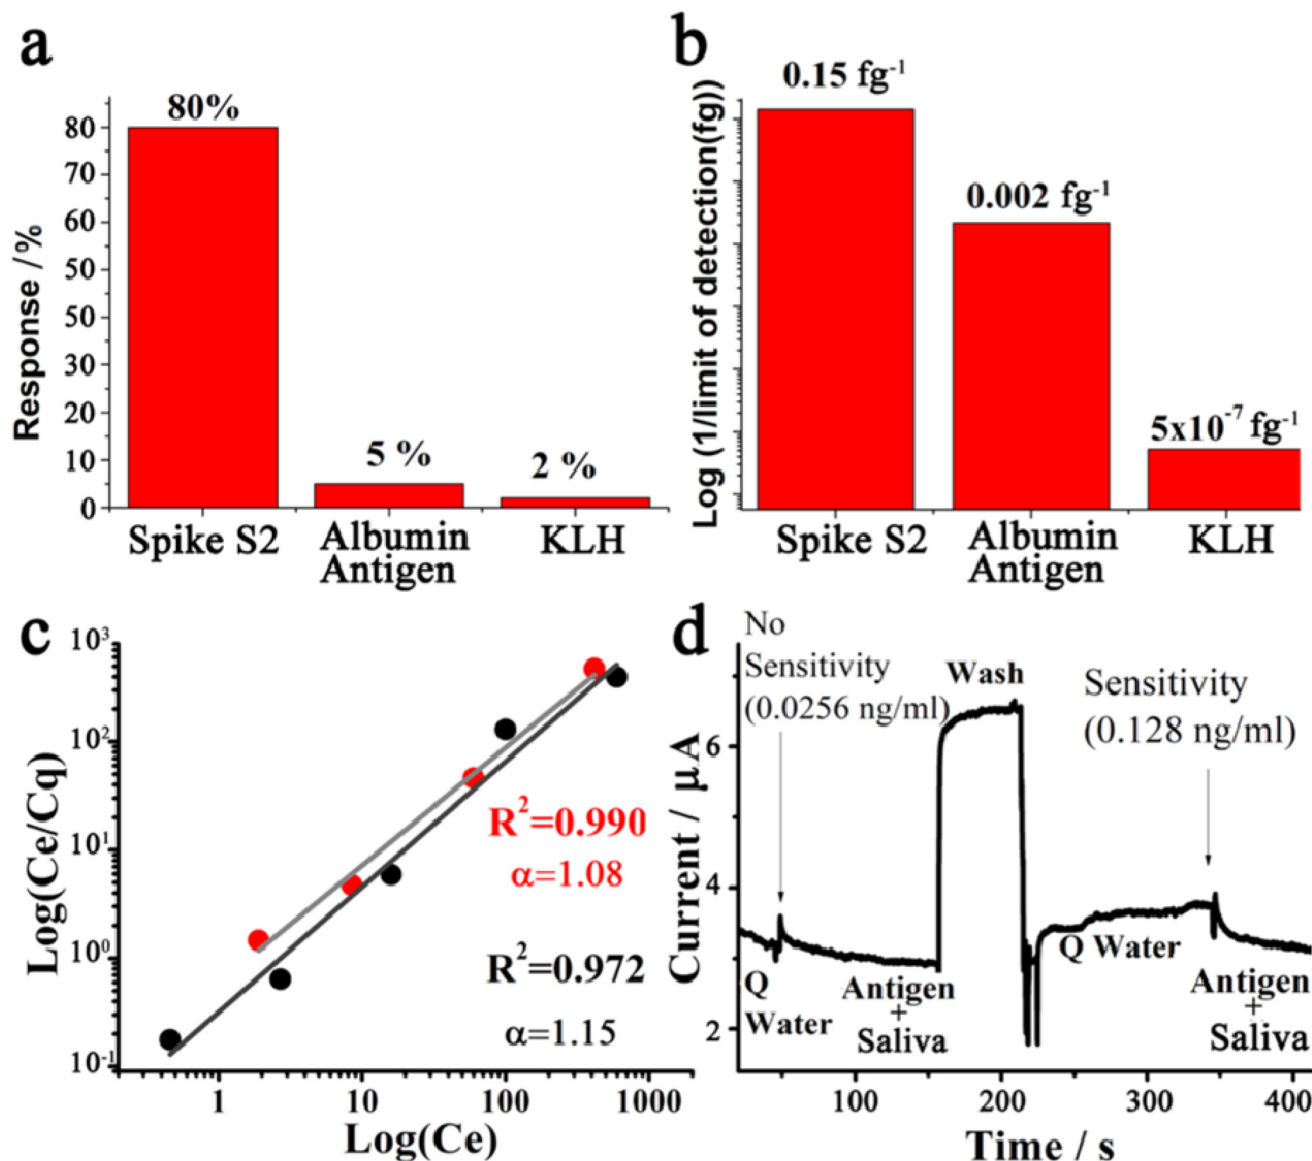 a
Response /%
80
70
60
50
50
30
20
10
0
80%
5 %
2 %
Spike S2
Albumin
Antigen
KLH
b
Log (1/limit of detection(fg))
0.15 fg⁻¹
0.002 fg⁻¹
5x10⁻⁷ fg⁻¹
Spike S2
Albumin
Antigen
KLH
c
Log(Ce/Cq)
10³
10²
10¹
10⁰
10⁻¹
R²=0.990
α=1.08
R²=0.972
α=1.15
1
10
100
1000
Log(Ce)
d
Current / μA
6
4
2
No
Sensitivity
(0.0256 ng/ml)
Wash
Sensitivity
(0.128 ng/ml)
Q
Water
Antigen
+
Saliva
Q Water
Antigen
+
Saliva
100
200
300
400
Time / s